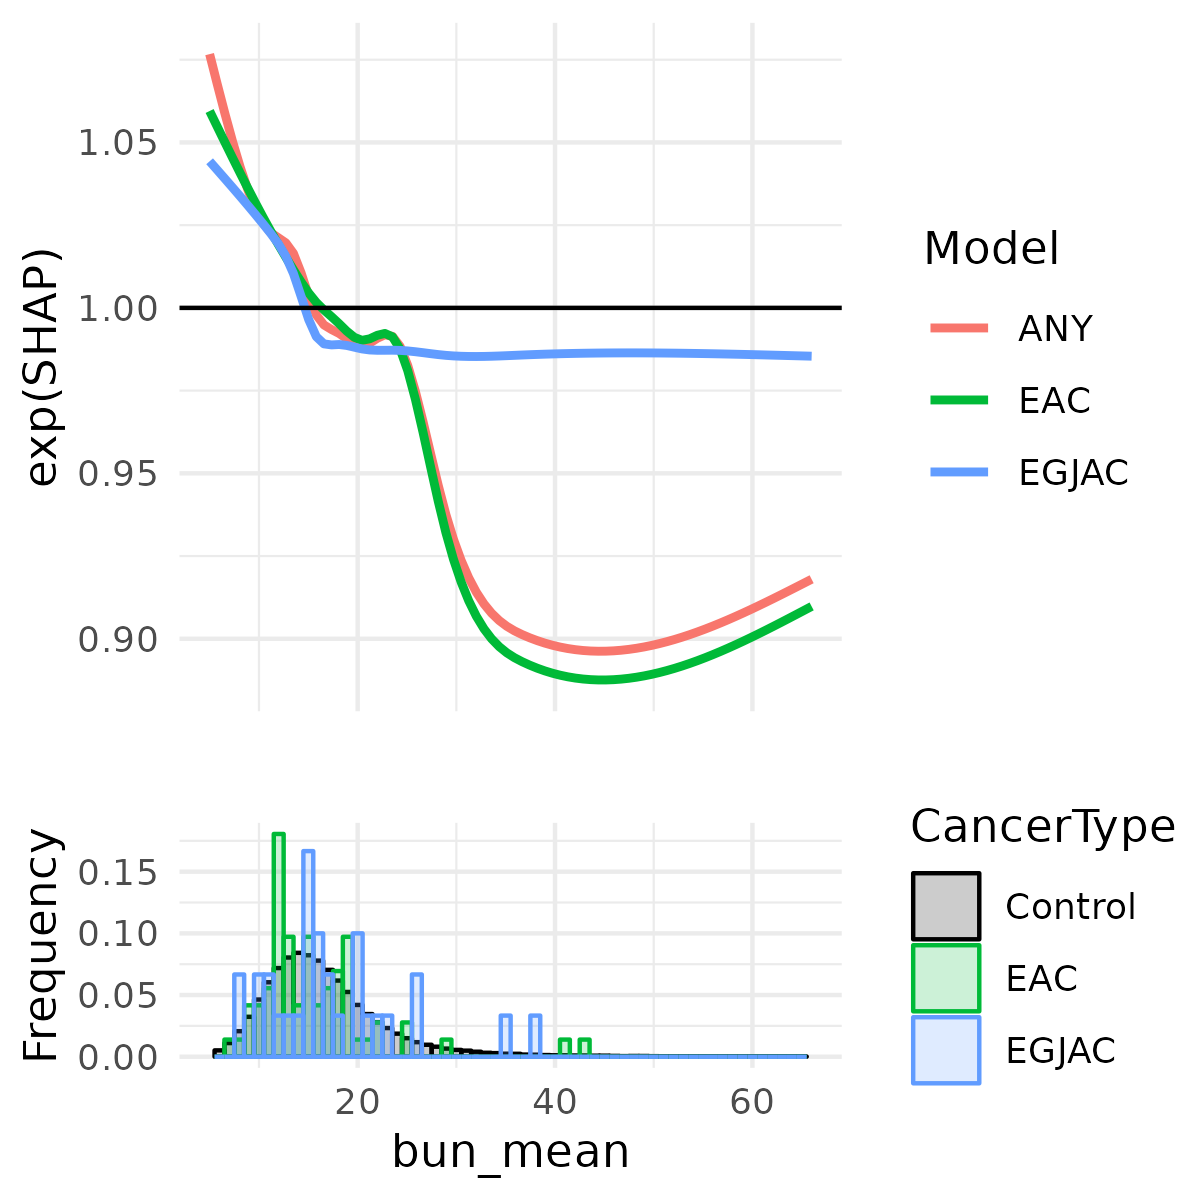 exp(SHAP)
1.05
1.00
0.95
0.90
Model
ANY
EAC
EGJAC
Frequency
0.15
0.10
0.05
0.00
20 40 60
bun_mean
CancerType
Control
EAC
EGJAC